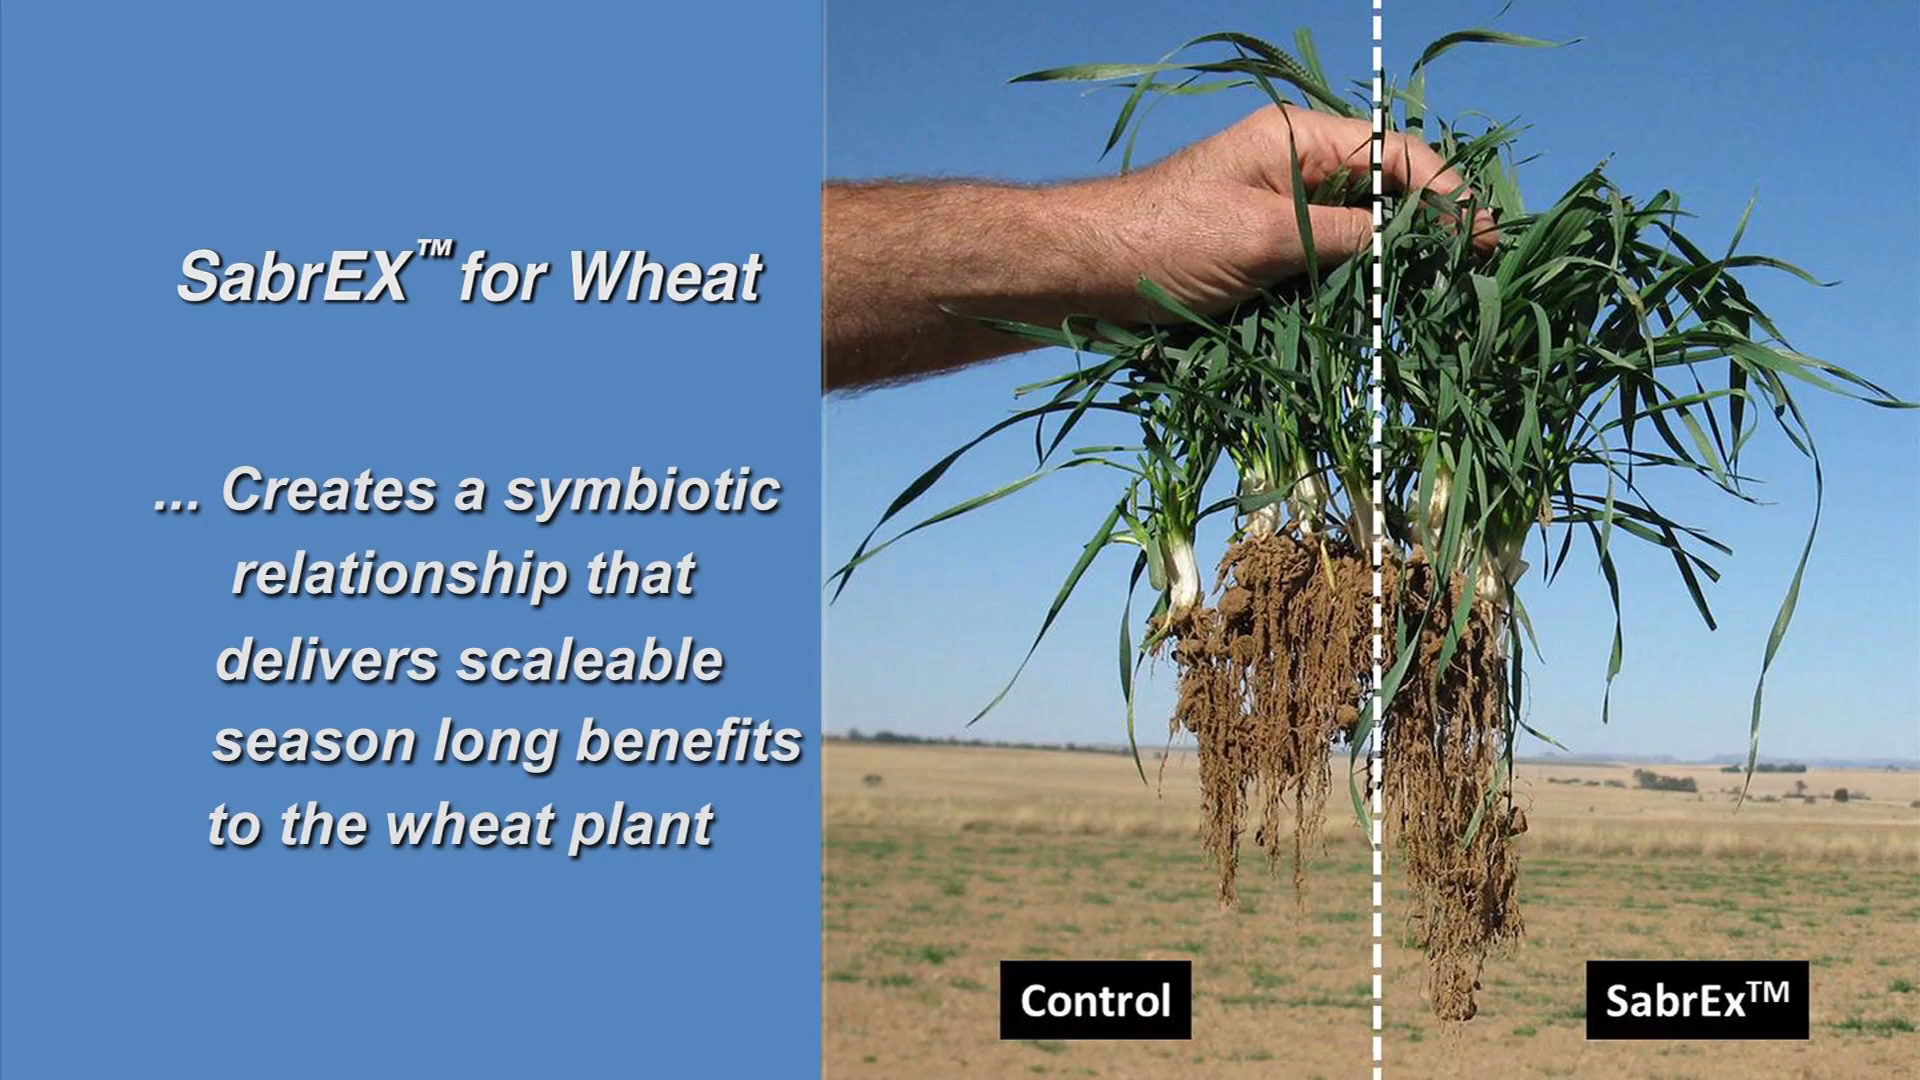 SabrEX™ for Wheat
... Creates a symbiotic
relationship that
delivers scaleable
season long benefits
to the wheat plant
Control
SabrEx™